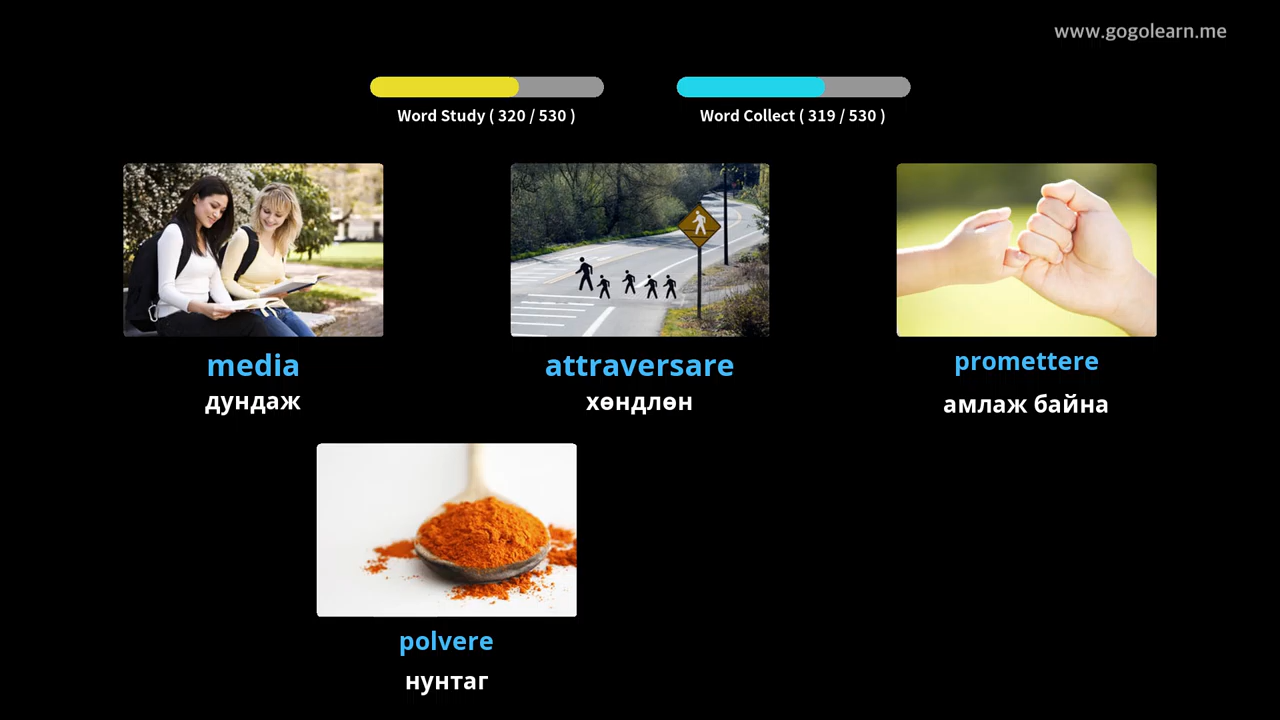 www.gogolearn.me
Word Study ( 320 / 530 )
Word Collect ( 319 / 530 )
media
дундаж
attraversare
хөндлөн
promettere
амлаж байна
polvere
нунтаг